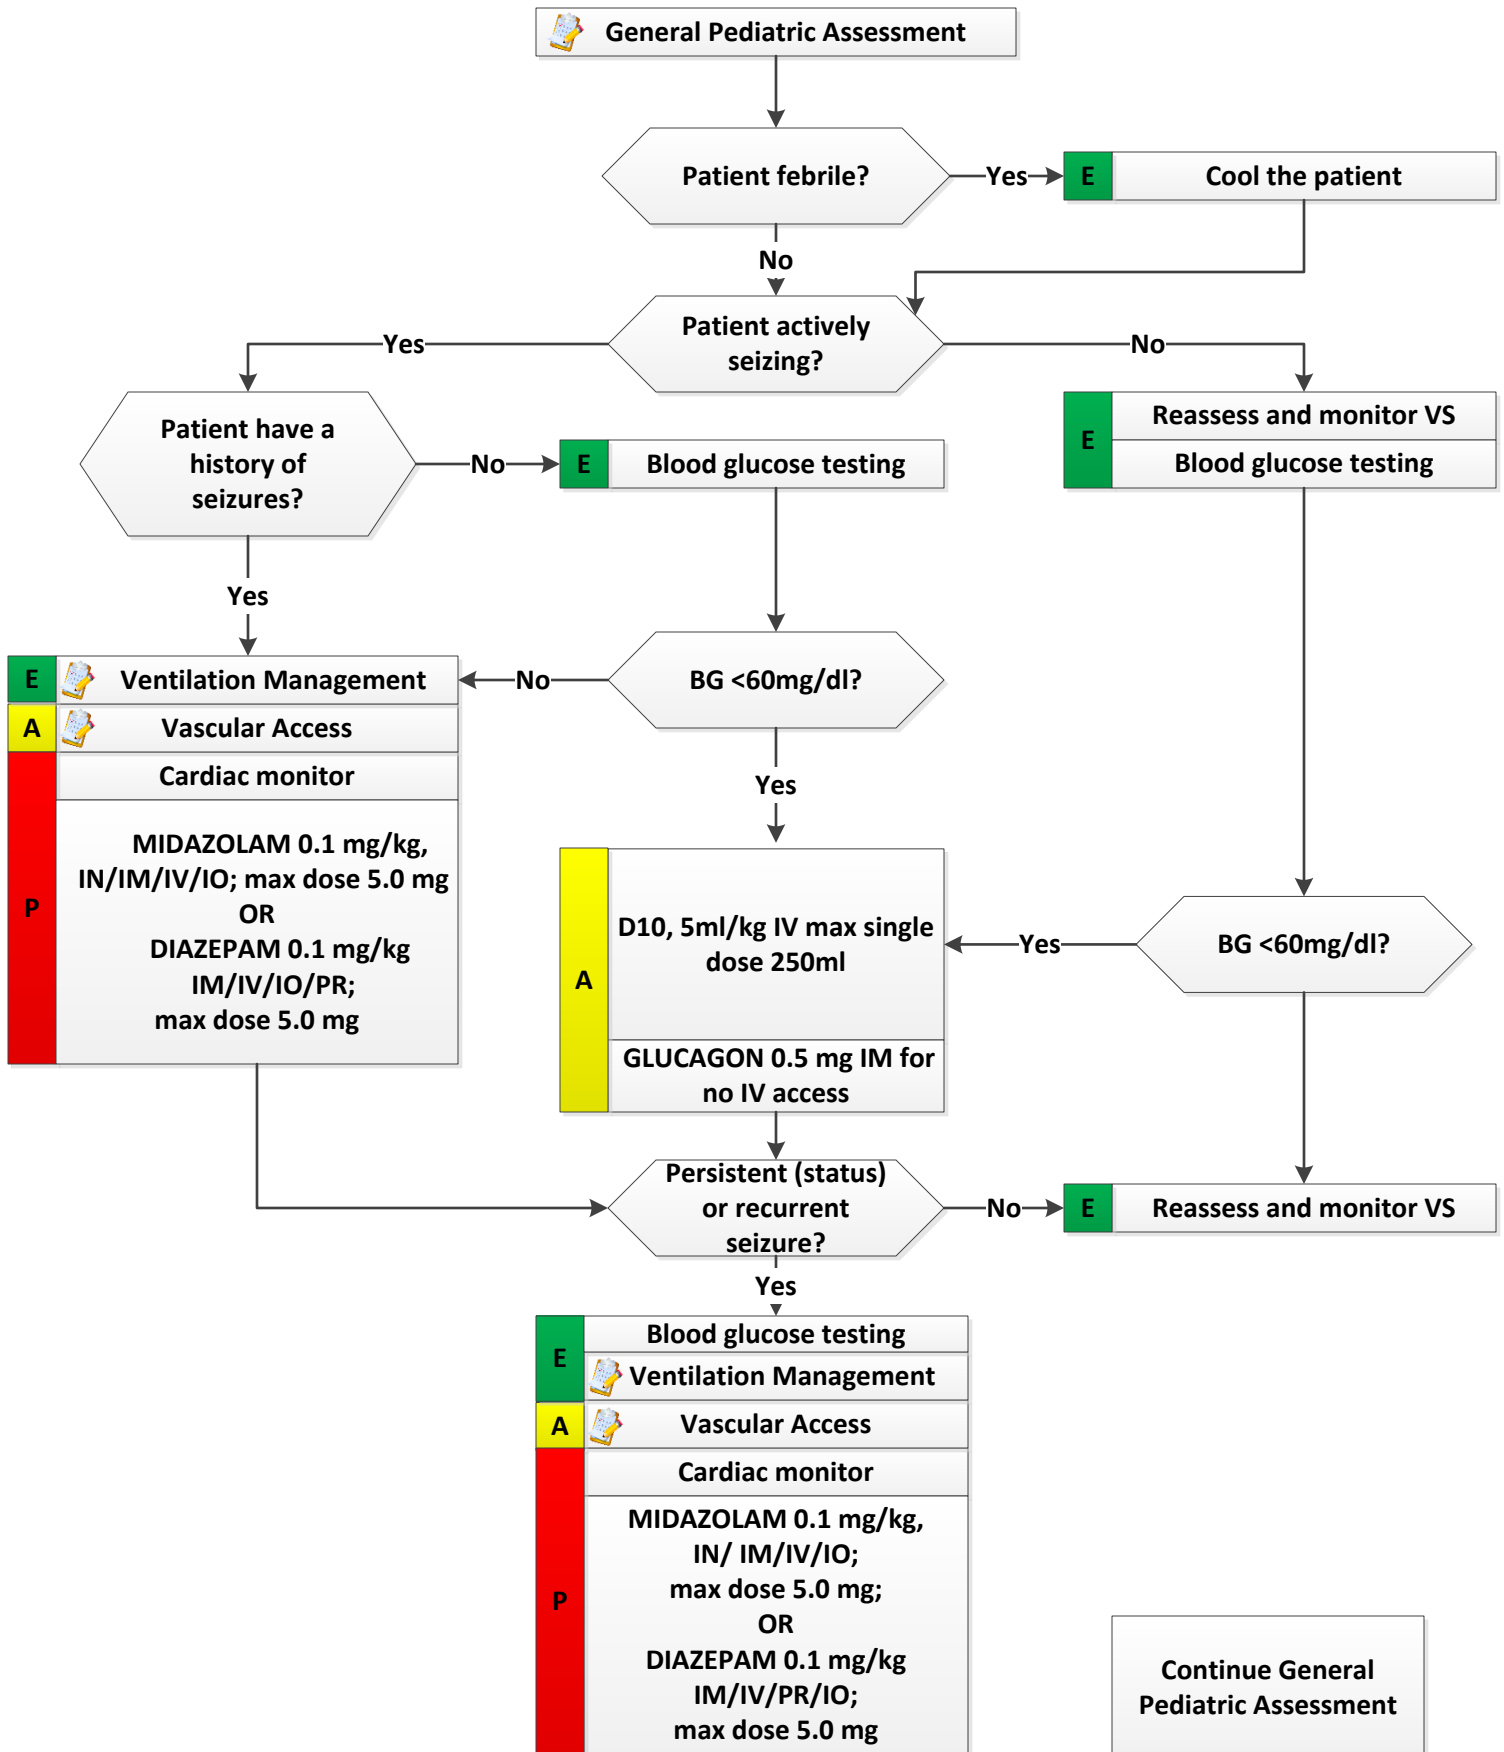 General Pediatric Assessment
Patient febrile?
Yes
E
Cool the patient
No
Patient actively
seizing?
Yes
No
Patient have a
history of
seizures?
No
E
Blood glucose testing
E
Reassess and monitor VS
Blood glucose testing
Yes
E
Ventilation Management
No
BG <60mg/dl?
A
Vascular Access
P
Cardiac monitor
MIDAZOLAM 0.1 mg/kg,
IN/IM/IV/IO; max dose 5.0 mg
OR
DIAZEPAM 0.1 mg/kg
IM/IV/IO/PR;
max dose 5.0 mg
Yes
A
D10, 5ml/kg IV max single
dose 250ml
GLUCAGON 0.5 mg IM for
no IV access
Yes
BG <60mg/dl?
Persistent (status)
or recurrent
seizure?
No
E
Reassess and monitor VS
Yes
E
Blood glucose testing
Ventilation Management
A
Vascular Access
P
Cardiac monitor
MIDAZOLAM 0.1 mg/kg,
IN/ IM/IV/IO;
max dose 5.0 mg;
OR
DIAZEPAM 0.1 mg/kg
IM/IV/PR/IO;
max dose 5.0 mg
Continue General
Pediatric Assessment